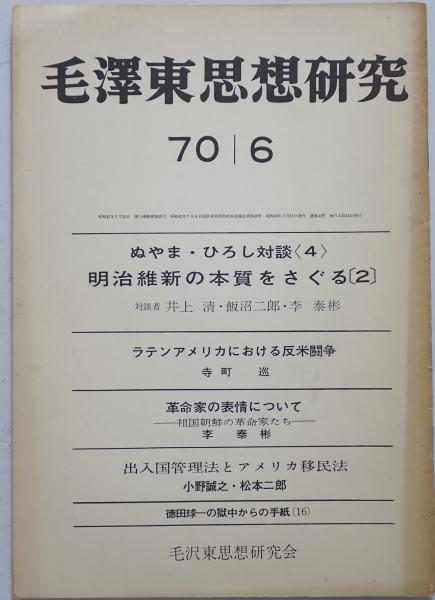 毛澤東思想研究
70|6
ぬやま・ひろし対談〈4〉
明治維新の本質をさぐる〔2〕
対談者 井上 清・飯沼二郎・李 泰彬
ラテンアメリカにおける反米闘争
寺町 巡
革命家の表情について
──祖国朝鮮の革命家たち──
李 泰彬
出入国管理法とアメリカ移民法
小野誠之・松本二郎
徳田球一の獄中からの手紙(16)
毛沢東思想研究会